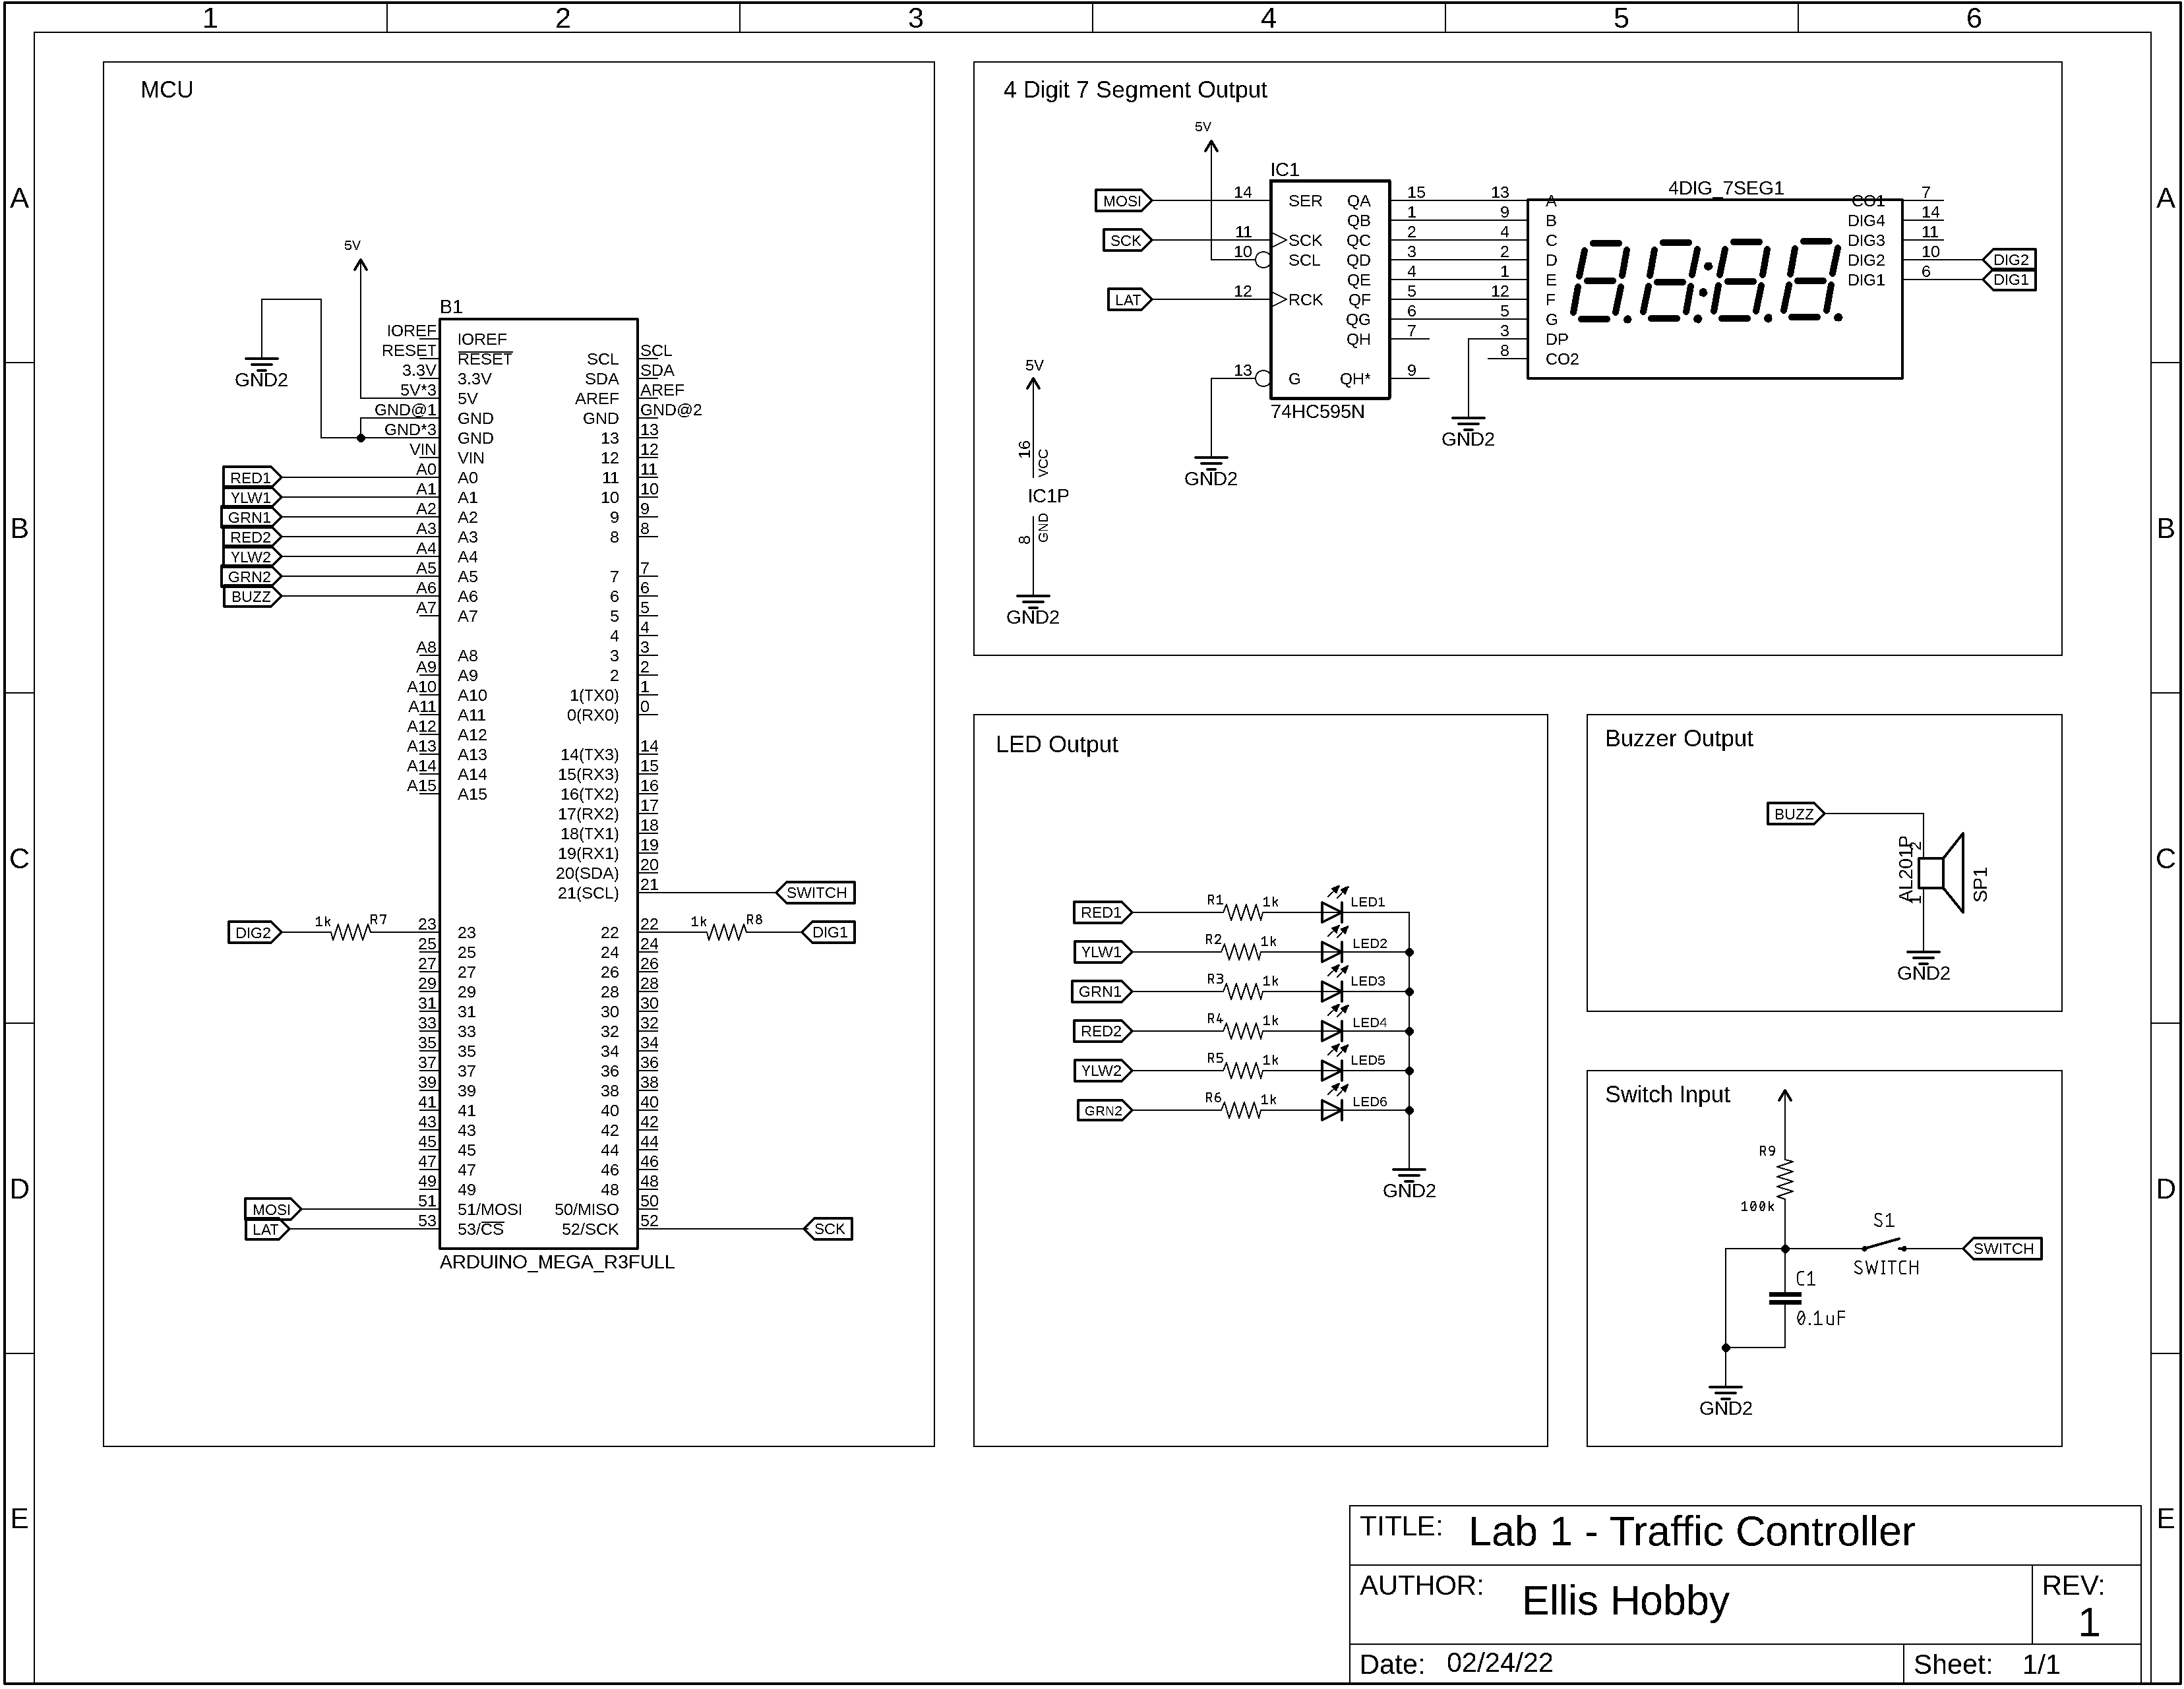 1 2 3 4 5 6
A A
B B
C C
D D
E E
MCU
5V
GND2
B1
IOREF IOREF
RESET RESET SCL SCL
3.3V 3.3V SDA SDA
5V*3 5V AREF AREF
GND@1 GND GND GND@2
GND*3 GND 13 13
VIN VIN 12 12
RED1 A0 A0 11 11
YLW1 A1 A1 10 10
GRN1 A2 A2 9 9
RED2 A3 A3 8 8
YLW2 A4 A4
GRN2 A5 A5 7 7
BUZZ A6 A6 6 6
A7 A7 5 5
4 4
A8 A8 3 3
A9 A9 2 2
A10 A10 1(TX0) 1
A11 A11 0(RX0) 0
A12 A12
A13 A13 14(TX3) 14
A14 A14 15(RX3) 15
A15 A15 16(TX2) 16
17(RX2) 17
18(TX1) 18
19(RX1) 19
20(SDA) 20
21(SCL) 21 SWITCH
DIG2 1k R7 23 23 22 22 1k R8 DIG1
25 25 24 24
27 27 26 26
29 29 28 28
31 31 30 30
33 33 32 32
35 35 34 34
37 37 36 36
39 39 38 38
41 41 40 40
43 43 42 42
45 45 44 44
47 47 46 46
49 49 48 48
MOSI 51 51/MOSI 50/MISO 50
LAT 53 53/CS 52/SCK 52 SCK
ARDUINO_MEGA_R3FULL
4 Digit 7 Segment Output
5V
IC1
4DIG_7SEG1
MOSI 14 SER QA 15 13 A CO1 7
QB 1 9 B DIG4 14
SCK 11 SCK QC 2 4 C DIG3 11
10 SCL QD 3 2 D DIG2 10 DIG2
QE 4 1 E DIG1 6 DIG1
LAT 12 RCK QF 5 12 F
QG 6 5 G
QH 7 3 DP
8 CO2
13 G QH* 9
74HC595N
GND2
GND2
5V
16 VCC
IC1P
8 GND
GND2
LED Output
RED1 R1 1k LED1
YLW1 R2 1k LED2
GRN1 R3 1k LED3
RED2 R4 1k LED4
YLW2 R5 1k LED5
GRN2 R6 1k LED6
GND2
Buzzer Output
BUZZ
AL201P
2
1
SP1
GND2
Switch Input
R9
100k
S1
SWITCH
SWITCH
C1
0.1uF
GND2
TITLE: Lab 1 - Traffic Controller
AUTHOR: Ellis Hobby
REV: 1
Date: 02/24/22
Sheet: 1/1